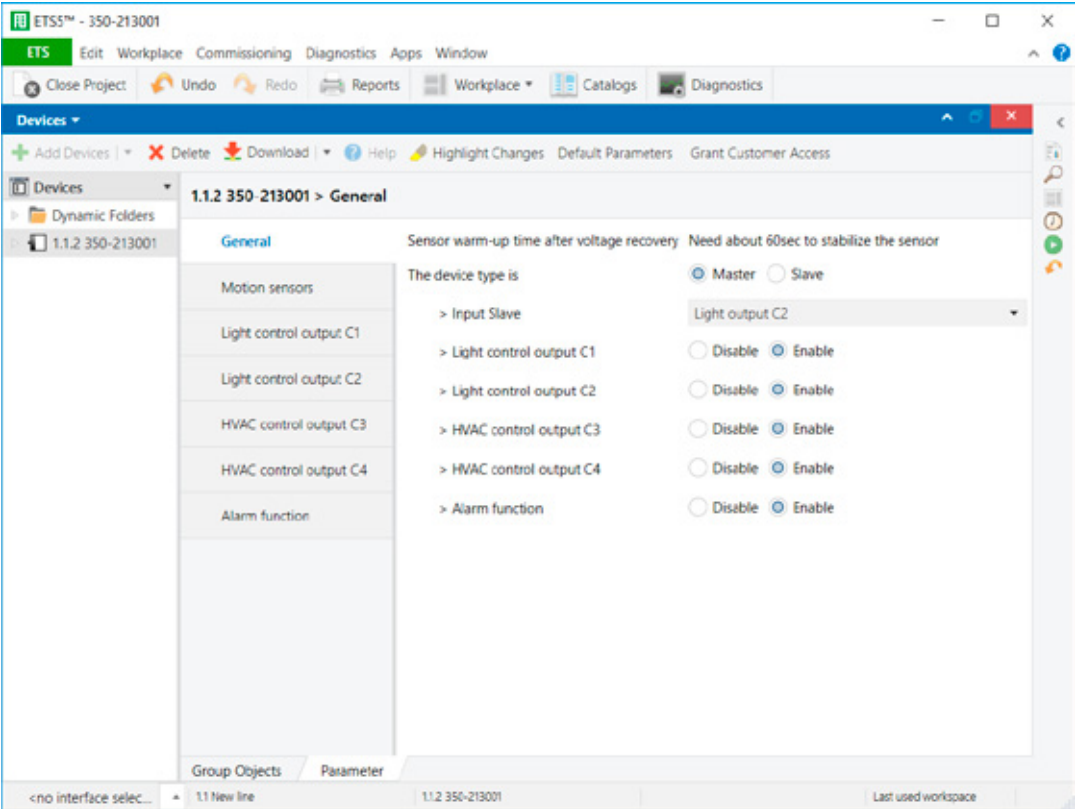 ETS5™ - 350-213001
ETS Edit Workplace Commissioning Diagnostics Apps Window
Close Project Undo Redo Reports Workplace Catalogs Diagnostics
Devices
Add Devices Delete Download Help Highlight Changes Default Parameters Grant Customer Access
Devices
Dynamic Folders
1.1.2 350-213001
1.1.2 350-213001 > General
General
Motion sensors
Light control output C1
Light control output C2
HVAC control output C3
HVAC control output C4
Alarm function
Sensor warm-up time after voltage recovery Need about 60sec to stabilize the sensor
The device type is Master Slave
> Input Slave Light output C2
> Light control output C1 Disable Enable
> Light control output C2 Disable Enable
> HVAC control output C3 Disable Enable
> HVAC control output C4 Disable Enable
> Alarm function Disable Enable
Group Objects Parameter
<no interface selec... 1.1 New line 1.1.2 350-213001 Last used workspace